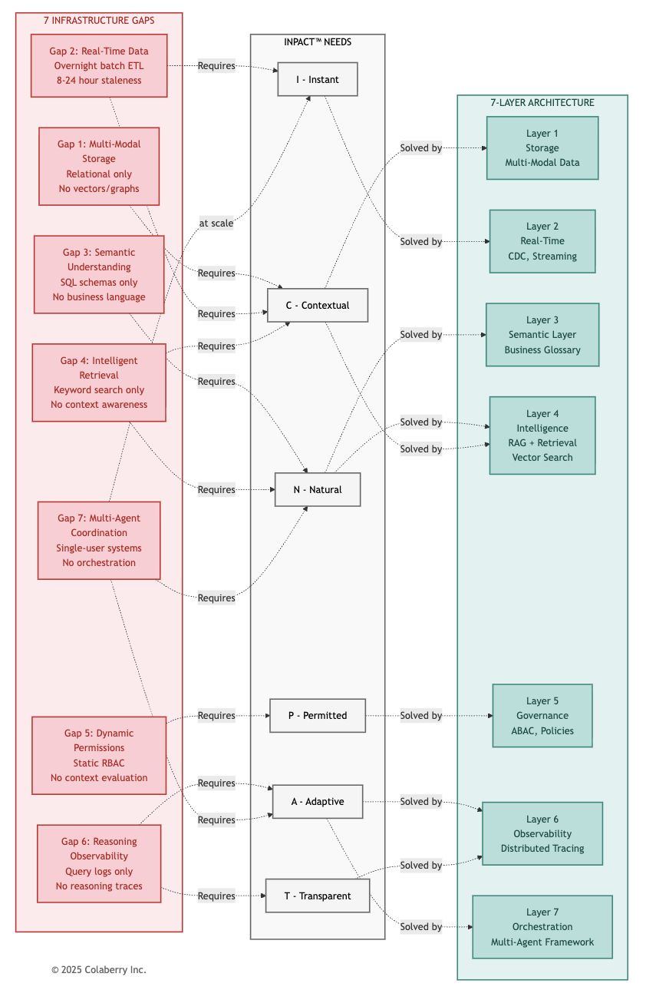 7 INFRASTRUCTURE GAPS
Gap 2: Real-Time Data
Overnight batch ETL
8-24 hour staleness
Gap 1: Multi-Modal
Storage
Relational only
No vectors/graphs
Gap 3: Semantic
Understanding
SQL schemas only
No business language
Gap 4: Intelligent
Retrieval
Keyword search only
No context awareness
Gap 7: Multi-Agent
Coordination
Single-user systems
No orchestration
Gap 5: Dynamic
Permissions
Static RBAC
No context evaluation
Gap 6: Reasoning
Observability
Query logs only
No reasoning traces
Requires
at scale
Requires
Requires
Requires
Requires
Requires
Requires
Requires
Requires
Requires
Requires
INPACT™ NEEDS
I - Instant
C - Contextual
N - Natural
P - Permitted
A - Adaptive
T - Transparent
Solved by
Solved by
Solved by
Solved by
Solved by
Solved by
Solved by
Solved by
Solved by
7-LAYER ARCHITECTURE
Layer 1
Storage
Multi-Modal Data
Layer 2
Real-Time
CDC, Streaming
Layer 3
Semantic Layer
Business Glossary
Layer 4
Intelligence
RAG + Retrieval
Vector Search
Layer 5
Governance
ABAC, Policies
Layer 6
Observability
Distributed Tracing
Layer 7
Orchestration
Multi-Agent Framework
© 2025 Colaberry Inc.